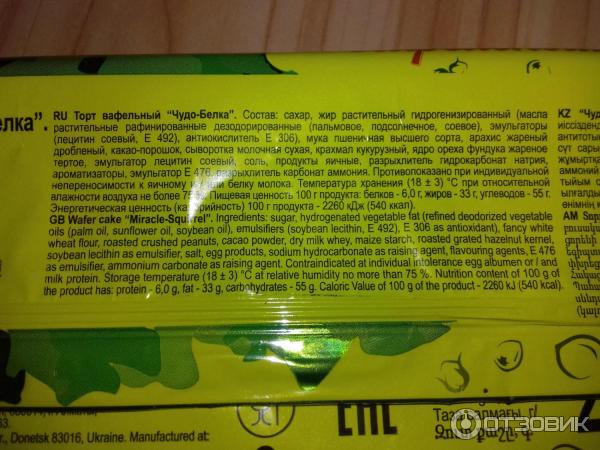 елка”. RU Торт вафельный “Чудо-Белка”. Состав: сахар, жир растительный гидрогенизированный (масла
растительные рафинированные дезодорированные (пальмовое, подсолнечное, соевое), эмульгаторы
(лецитин соевый, Е 492), антиокислитель Е 306), мука пшеничная высшего сорта, арахис жареный
дробленый, какао-порошок, сыворотка молочная сухая, крахмал кукурузный, ядро ореха фундука жареное
тертое, эмульгатор лецитин соевый, соль, продукты яичные, разрыхлитель гидрокарбонат натрия,
ароматизаторы, эмульгатор Е 476, разрыхлитель карбонат аммония. Противопоказано при индивидуальной
непереносимости к яичному и/или белку молока. Температура хранения (18 ± 3) °С при относительной
влажности воздуха не более 75 %. Пищевая ценность 100 г продукта: белков - 6,0 г, жиров - 33 г, углеводов - 55 г.
Энергетическая ценность (калорийность) 100 г продукта - 2260 кДж (540 ккал).
GB Wafer cake “Miracle-Squirrel”. Ingredients: sugar, hydrogenated vegetable fat (refined deodorized vegetable
oils (palm oil, sunflower oil, soybean oil), emulsifiers (soybean lecithin, E 492), E 306 as antioxidant), fancy white
wheat flour, roasted crushed peanuts, cacao powder, dry milk whey, maize starch, roasted grated hazelnut kernel,
soybean lecithin as emulsifier, salt, egg products, sodium hydrocarbonate as raising agent, flavouring agents, E 476
as emulsifier, ammonium carbonate as raising agent. Contraindicated at individual intolerance egg albumen or / and
milk protein. Storage temperature (18 ± 3) °C at relative humidity no more than 75 %. Nutrition content of 100 g of
the product has: protein - 6,0 g, fat - 33 g, carbohydrates - 55 g. Caloric Value of 100 g of the product - 2260 kJ (540 kcal).
KZ “Чуд
AM
r., Donetsk 83016, Ukraine. Manufactured at:
ЕАС
ОТЗОВИК